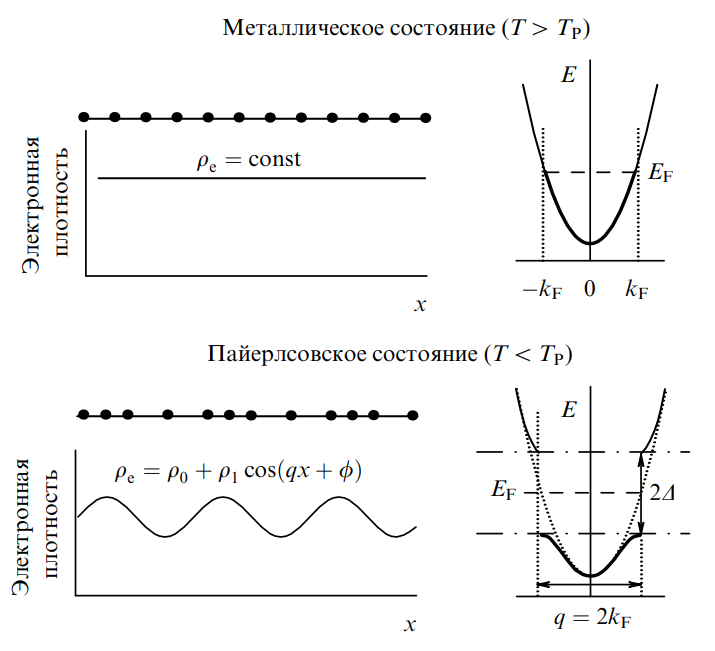 Металлическое состояние (T > T_P)
E
Электронная
плотность
ρ_e = const
E_F
x
−k_F 0 k_F
Пайерлсовское состояние (T < T_P)
E
Электронная
плотность
ρ_e = ρ_0 + ρ_1 cos(qx + ϕ)
E_F
2Δ
x
q = 2k_F